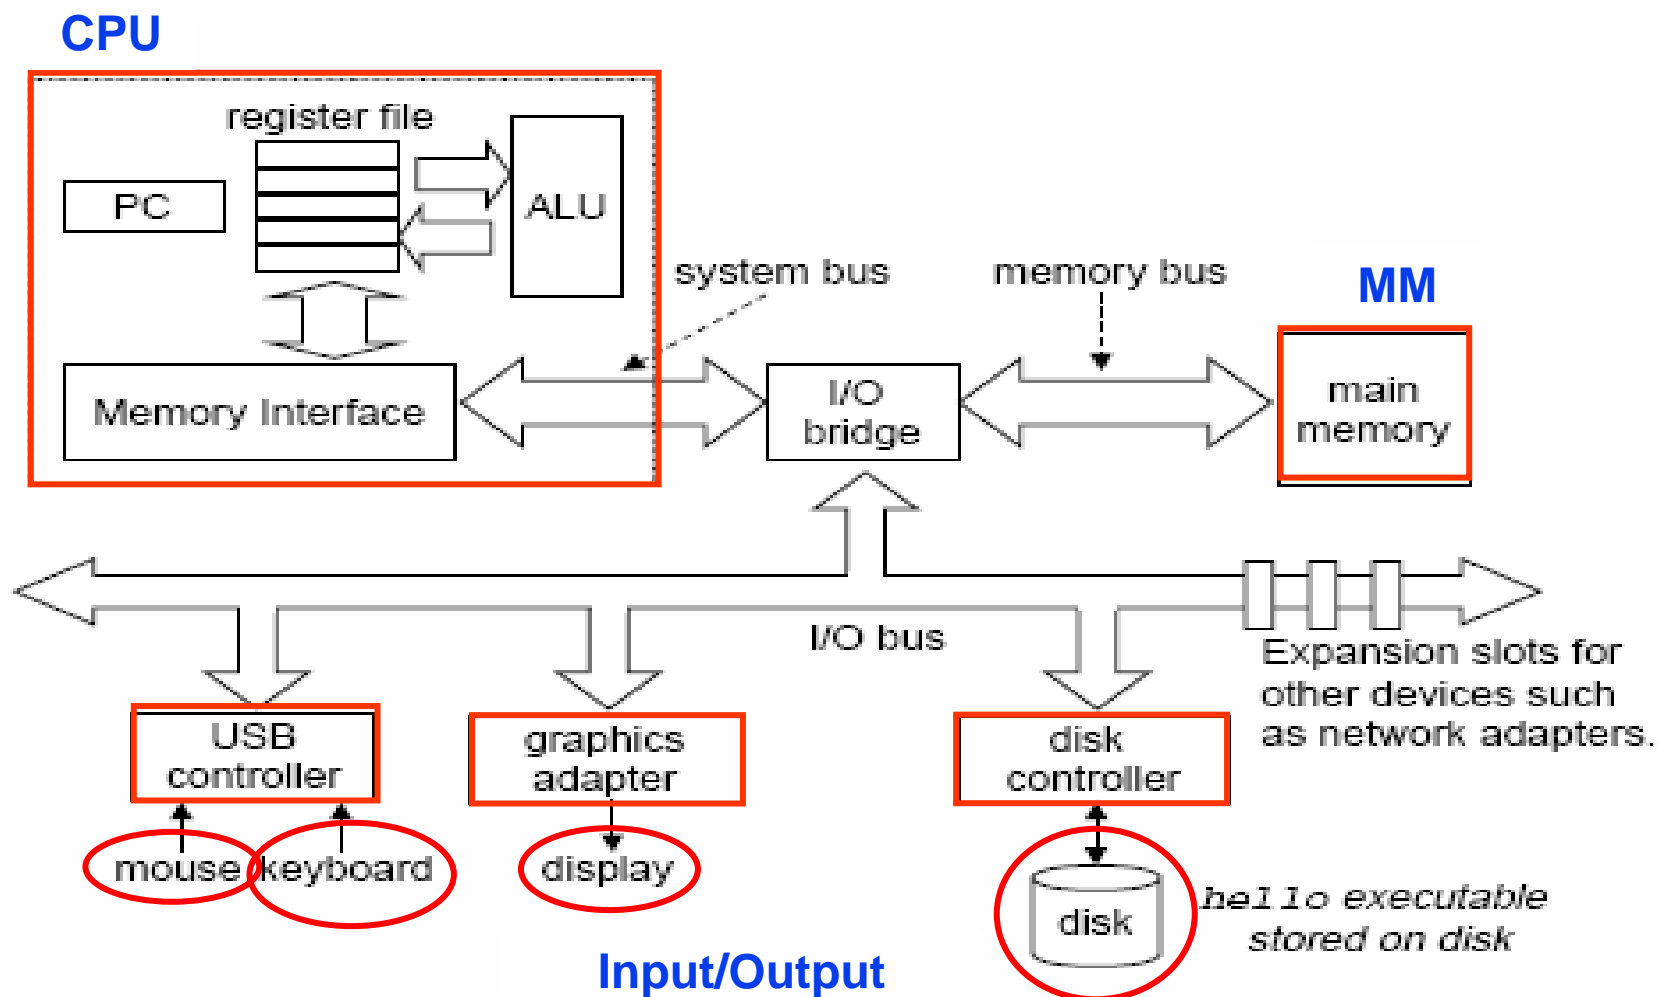 CPU
register file
PC
ALU
system bus
memory bus
MM
Memory Interface
I/O
bridge
main
memory
I/O bus
Expansion slots for
other devices such
as network adapters.
USB
controller
graphics
adapter
disk
controller
mouse
keyboard
display
disk
hello executable
stored on disk
Input/Output